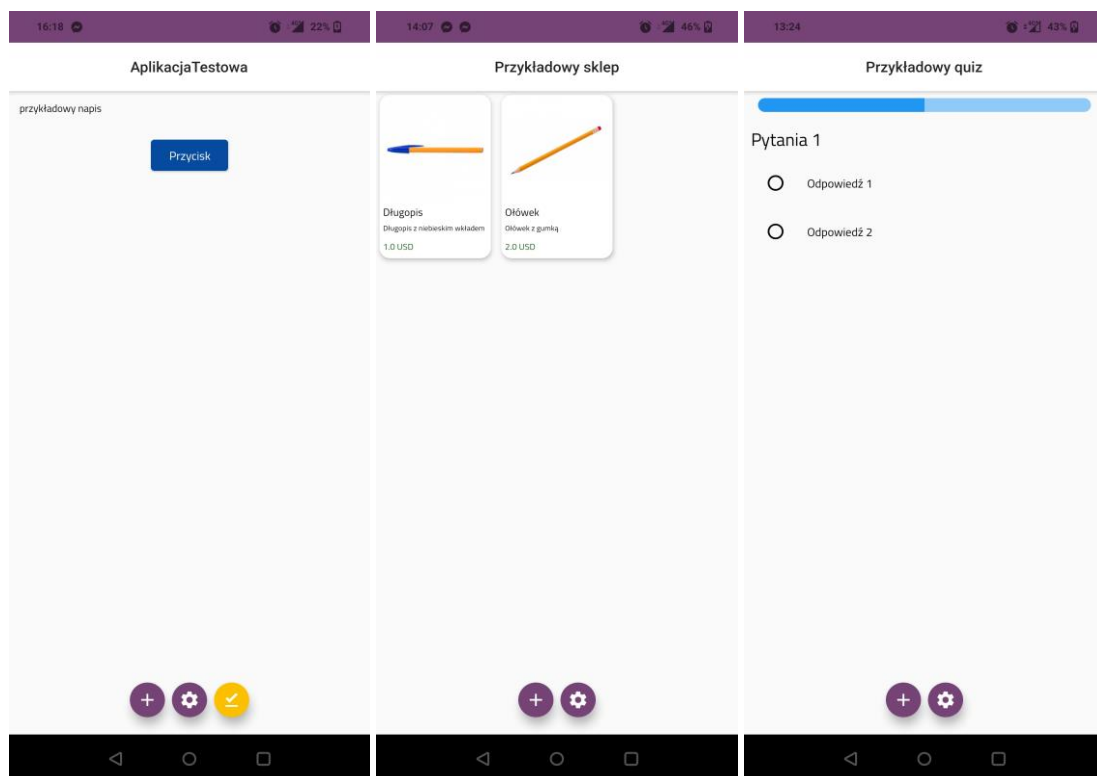 16:18
22%
AplikacjaTestowa
przykładowy napis
Przycisk
14:07
46%
Przykładowy sklep
Długopis
Długopis z niebieskim wkładem
1.0 USD
Ołówek
Ołówek z gumką
2.0 USD
13:24
43%
Przykładowy quiz
Pytania 1
Odpowiedź 1
Odpowiedź 2